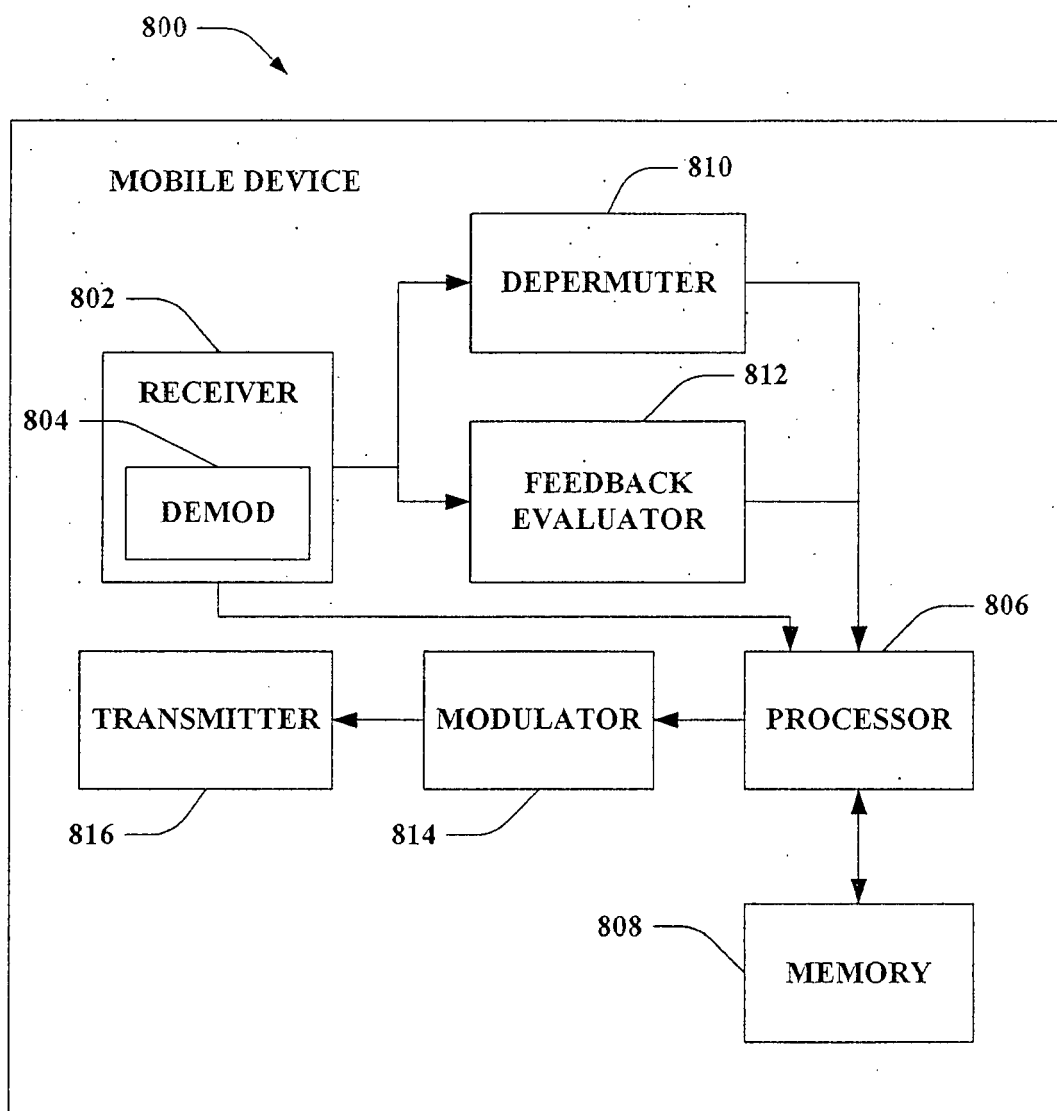 800
MOBILE DEVICE
810
DEPERMUTER
802
RECEIVER
812
804
FEEDBACK
EVALUATOR
DEMOD
806
TRANSMITTER
MODULATOR
PROCESSOR
816
814
808
MEMORY